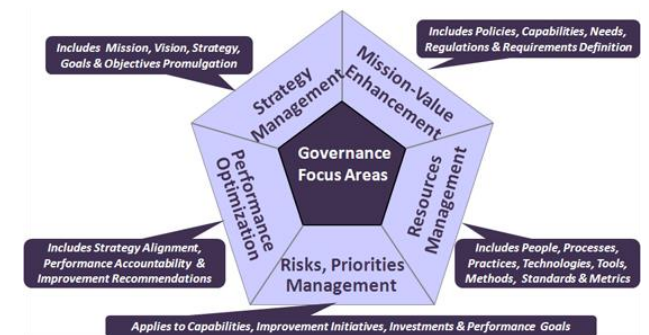 Includes Mission, Vision, Strategy,
Goals & Objectives Promulgation
Includes Policies, Capabilities, Needs,
Regulations & Requirements Definition
Strategy
Management
Mission-Value
Enhancement
Governance
Focus Areas
Performance
Optimization
Resources
Management
Risks, Priorities
Management
Includes Strategy Alignment,
Performance Accountability &
Improvement Recommendations
Includes People, Processes,
Practices, Technologies, Tools,
Methods, Standards & Metrics
Applies to Capabilities, Improvement Initiatives, Investments & Performance Goals